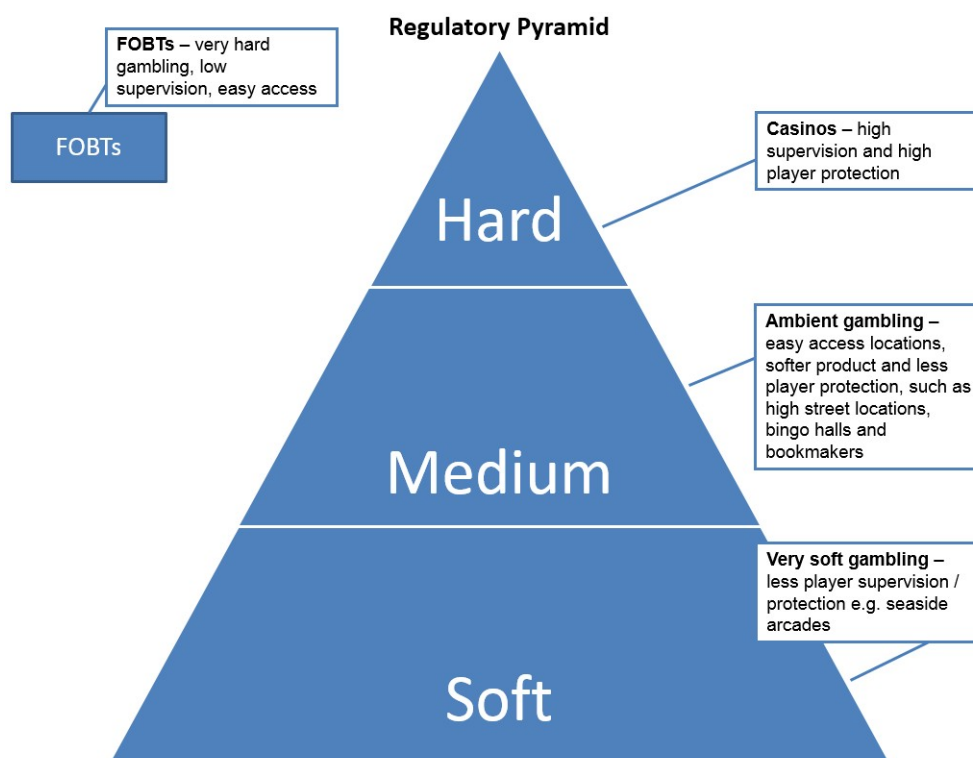 Regulatory Pyramid
FOBTs – very hard
gambling, low
supervision, easy access
FOBTs
Casinos – high
supervision and high
player protection
Hard
Ambient gambling –
easy access locations,
softer product and less
player protection, such as
high street locations,
bingo halls and
bookmakers
Medium
Very soft gambling –
less player supervision /
protection e.g. seaside
arcades
Soft